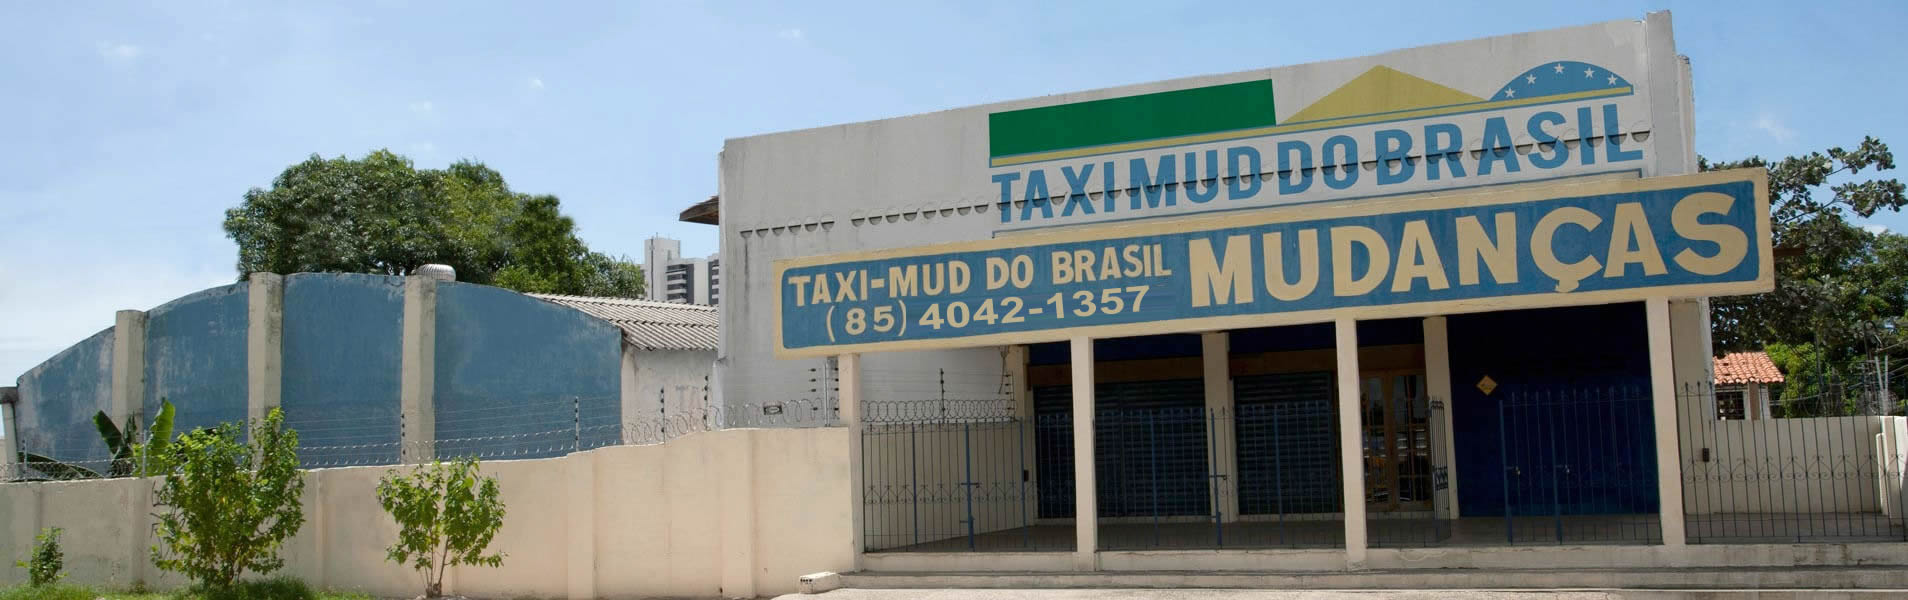 TAXIMUD DO BRASIL
TAXI-MUD DO BRASIL MUDANÇAS
(85) 4042-1357